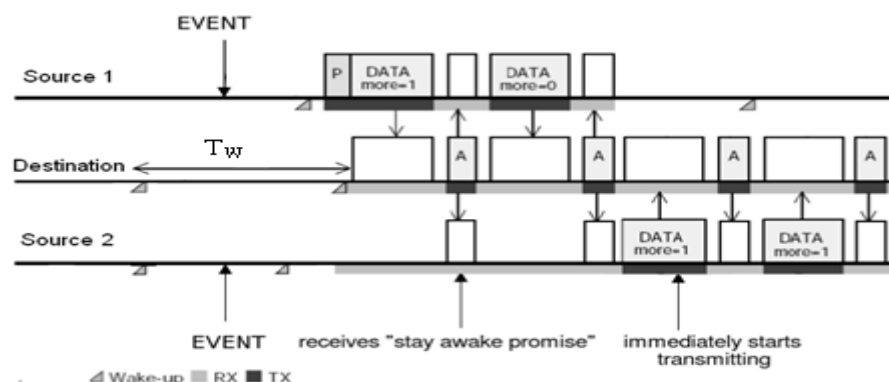 EVENT
Source 1
P
DATA
more=1
DATA
more=0
Destination
Tw
A
A
A
A
Source 2
DATA
more=1
DATA
more=1
EVENT
receives "stay awake promise"
immediately starts
transmitting
Wake-up RX TX